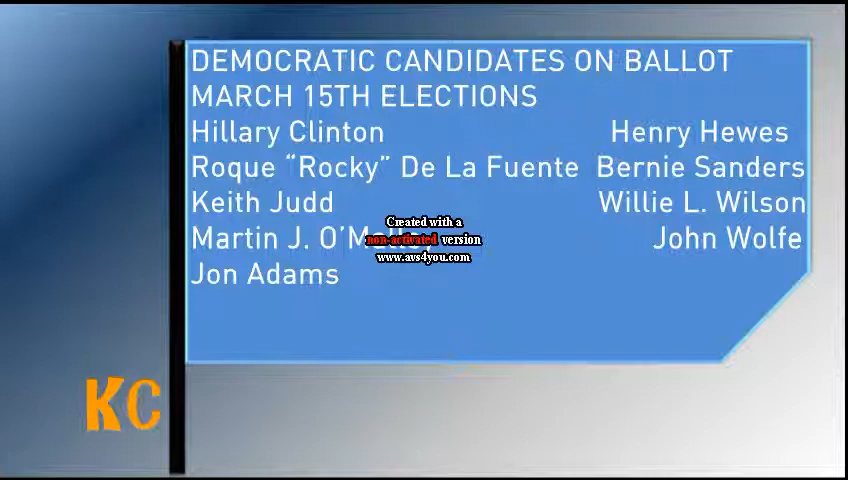 DEMOCRATIC CANDIDATES ON BALLOT
MARCH 15TH ELECTIONS
Hillary Clinton Henry Hewes
Roque “Rocky” De La Fuente Bernie Sanders
Keith Judd Willie L. Wilson
Martin J. John Wolfe
Jon Adams
Created with a
non-activated version
www.avs4you.com
KC